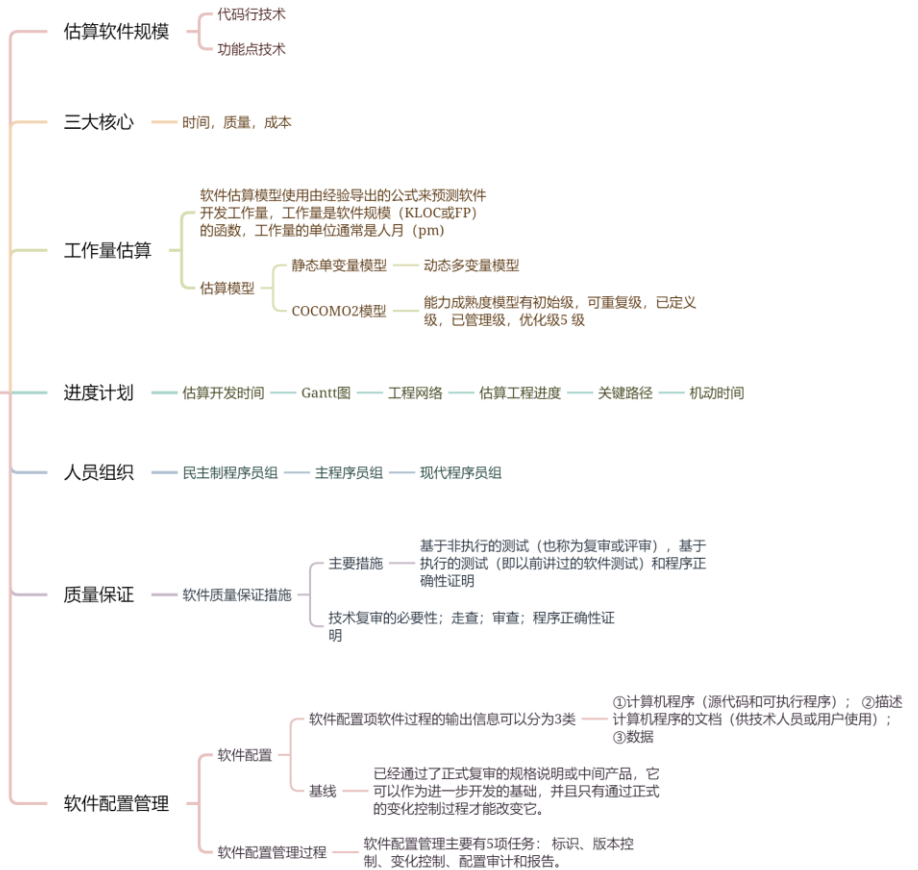 估算软件规模
代码行技术
功能点技术
三大核心
时间，质量，成本
工作量估算
软件估算模型使用由经验导出的公式来预测软件
开发工作量，工作量是软件规模（KLOC或FP）
的函数，工作量的单位通常是人月（pm）
估算模型
静态单变量模型
动态多变量模型
COCOMO2模型
能力成熟度模型有初始级，可重复级，已定义
级，已管理级，优化级5 级
进度计划
估算开发时间
Gantt图
工程网络
估算工程进度
关键路径
机动时间
人员组织
民主制程序员组
主程序员组
现代程序员组
质量保证
软件质量保证措施
主要措施
基于非执行的测试（也称为复审或评审），基于
执行的测试（即以前讲过的软件测试）和程序正
确性证明
技术复审的必要性；走查；审查；程序正确性证
明
软件配置管理
软件配置
软件配置项软件过程的输出信息可以分为3类
①计算机程序（源代码和可执行程序）； ②描述
计算机程序的文档（供技术人员或用户使用）；
③数据
基线
已经通过了正式复审的规格说明或中间产品，它
可以作为进一步开发的基础，并且只有通过正式
的变化控制过程才能改变它。
软件配置管理过程
软件配置管理主要有5项任务： 标识、版本控
制、变化控制、配置审计和报告。